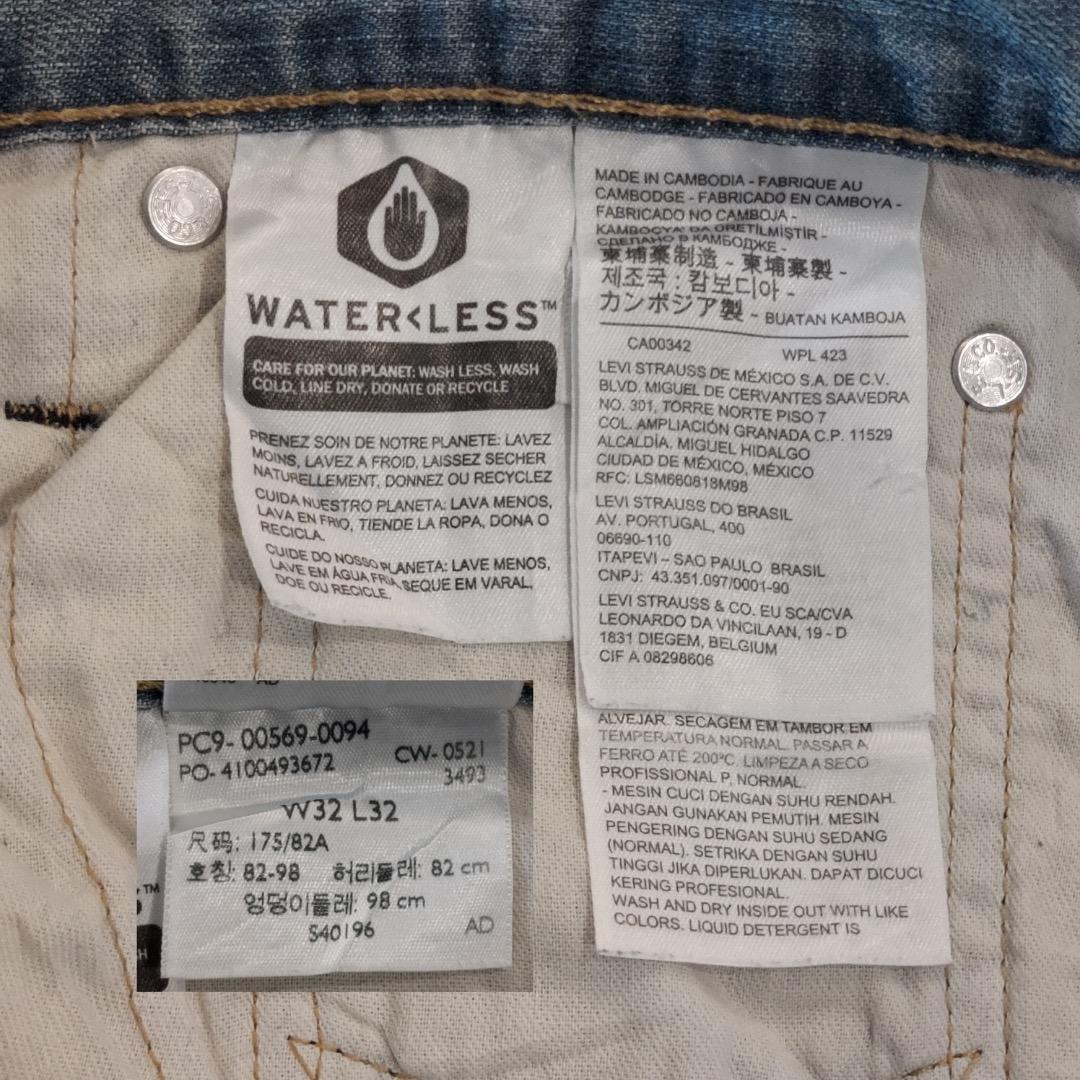 WATER<LESS™
CARE FOR OUR PLANET: WASH LESS, WASH
COLD, LINE DRY, DONATE OR RECYCLE
PRENEZ SOIN DE NOTRE PLANETE: LAVEZ
MOINS, LAVEZ A FROID, LAISSEZ SECHER
NATURELLEMENT, DONNEZ OU RECYCLEZ
CUIDA NUESTRO PLANETA: LAVA MENOS,
LAVA EN FRIO, TIENDE LA ROPA, DONA O
RECICLA.
CUIDE DO NOSSO PLANETA: LAVE MENOS,
LAVE EM ÁGUA FRIA, SEQUE EM VARAL,
DOE OU RECICLE.
MADE IN CAMBODIA - FABRIQUE AU
CAMBODGE - FABRICADO EN CAMBOYA -
FABRICADO NO CAMBOJA -
KAMBOÇYA' DA ÜRETİLMİŞTİR -
СДЕЛАНО В КАМБОДЖЕ -
柬埔寨制造 - 柬埔寨製 -
제조국 : 캄보디아 -
カンボジア製 - BUATAN KAMBOJA
CA00342 WPL 423
LEVI STRAUSS DE MÉXICO S.A. DE C.V.
BLVD. MIGUEL DE CERVANTES SAAVEDRA
NO. 301, TORRE NORTE PISO 7
COL. AMPLIACIÓN GRANADA C.P. 11529
ALCALDÍA. MIGUEL HIDALGO
CIUDAD DE MÉXICO, MÉXICO
RFC: LSM660818M98
LEVI STRAUSS DO BRASIL
AV. PORTUGAL, 400
06690-110
ITAPEVI – SAO PAULO BRASIL
CNPJ: 43.351.097/0001-90
LEVI STRAUSS & CO. EU SCA/CVA
LEONARDO DA VINCILAAN, 19 - D
1831 DIEGEM, BELGIUM
CIF A 08298606
ALVEJAR. SECAGEM EM TAMBOR EM
TEMPERATURA NORMAL. PASSAR A
FERRO ATÉ 200°C. LIMPEZA A SECO
PROFISSIONAL P, NORMAL.
- MESIN CUCI DENGAN SUHU RENDAH.
JANGAN GUNAKAN PEMUTIH. MESIN
PENGERING DENGAN SUHU SEDANG
(NORMAL). SETRIKA DENGAN SUHU
TINGGI JIKA DIPERLUKAN. DAPAT DICUCI
KERING PROFESIONAL.
WASH AND DRY INSIDE OUT WITH LIKE
COLORS. LIQUID DETERGENT IS
AD
PC9- 00569-0094
PO- 4100493672 CW- 0521
3493
W32 L32
尺码: 175/82A
호칭: 82-98 허리둘레: 82 cm
엉덩이둘레: 98 cm
S40196 AD